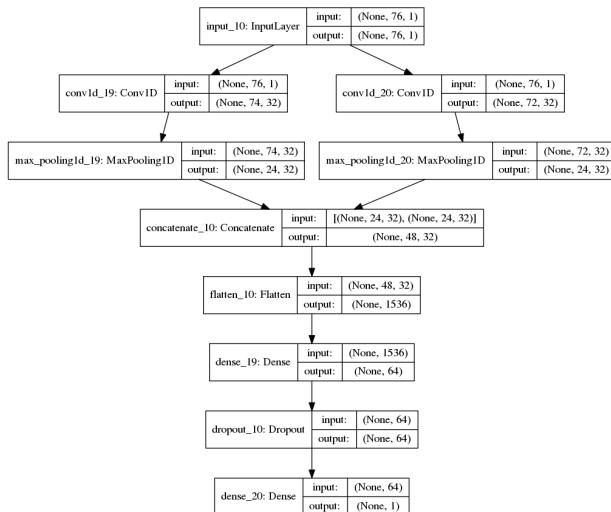 input_10: InputLayer
input: (None, 76, 1)
output: (None, 76, 1)
conv1d_19: Conv1D
input: (None, 76, 1)
output: (None, 74, 32)
conv1d_20: Conv1D
input: (None, 76, 1)
output: (None, 72, 32)
max_pooling1d_19: MaxPooling1D
input: (None, 74, 32)
output: (None, 24, 32)
max_pooling1d_20: MaxPooling1D
input: (None, 72, 32)
output: (None, 24, 32)
concatenate_10: Concatenate
input: [(None, 24, 32), (None, 24, 32)]
output: (None, 48, 32)
flatten_10: Flatten
input: (None, 48, 32)
output: (None, 1536)
dense_19: Dense
input: (None, 1536)
output: (None, 64)
dropout_10: Dropout
input: (None, 64)
output: (None, 64)
dense_20: Dense
input: (None, 64)
output: (None, 1)